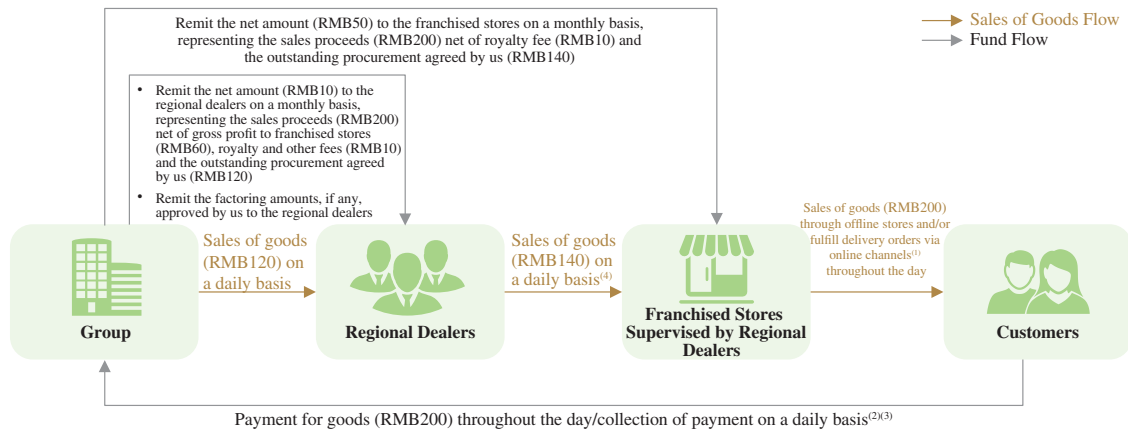 Remit the net amount (RMB50) to the franchised stores on a monthly basis,
representing the sales proceeds (RMB200) net of royalty fee (RMB10) and
the outstanding procurement agreed by us (RMB140)
Sales of Goods Flow
Fund Flow
• Remit the net amount (RMB10) to the
regional dealers on a monthly basis,
representing the sales proceeds (RMB200)
net of gross profit to franchised stores
(RMB60), royalty and other fees (RMB10)
and the outstanding procurement agreed
by us (RMB120)
• Remit the factoring amounts, if any,
approved by us to the regional dealers
Group
Sales of goods
(RMB120) on
a daily basis
Regional Dealers
Sales of goods
(RMB140) on
a daily basis(4)
Franchised Stores
Supervised by Regional
Dealers
Sales of goods (RMB200)
through offline stores and/or
fulfill delivery orders via
online channels(1)
throughout the day
Customers
Payment for goods (RMB200) throughout the day/collection of payment on a daily basis(2)(3)